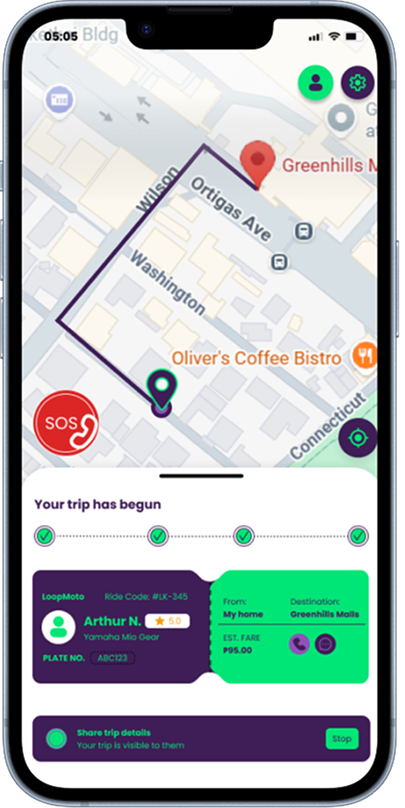 05:05
Bldg
G
Greenhills M
Wilson
Ortigas Ave
Washington
Oliver's Coffee Bistro
Connecticut
SOS
Your trip has begun
LoopMoto
Ride Code: #LK-345
Arthur N.
5.0
Yamaha Mio Gear
PLATE NO. ABC123
From:
My home
Destination:
Greenhills Malls
EST. FARE
₱95.00
Share trip details
Your trip is visible to them
Stop